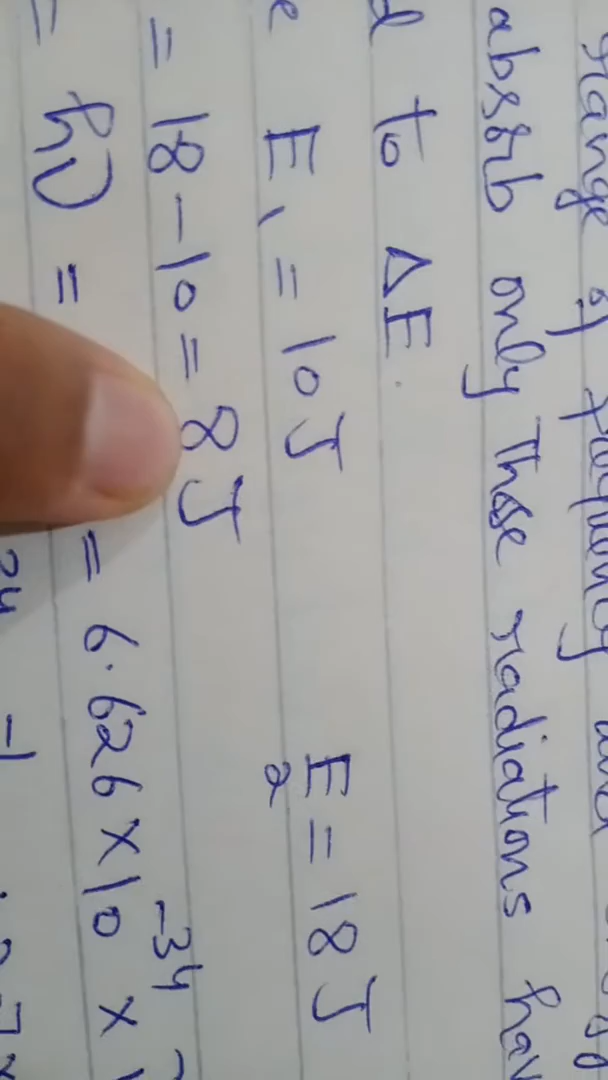 range of frequency and
absorb only those radiations hav
d to ΔE.
e E₁ = 10 J E₂ = 18 J
= 18 - 10 = 8 J
= hν = = 6.626 × 10⁻³⁴ ×